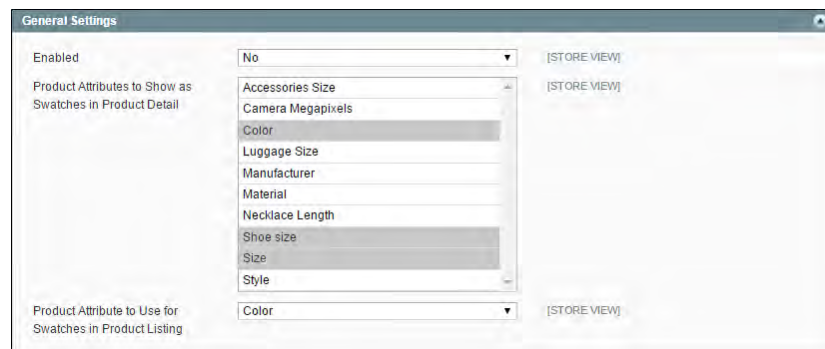 General Settings
Enabled
No
[STORE VIEW]
Product Attributes to Show as
Swatches in Product Detail
Accessories Size
Camera Megapixels
Color
Luggage Size
Manufacturer
Material
Necklace Length
Shoe size
Size
Style
[STORE VIEW]
Product Attribute to Use for
Swatches in Product Listing
Color
[STORE VIEW]